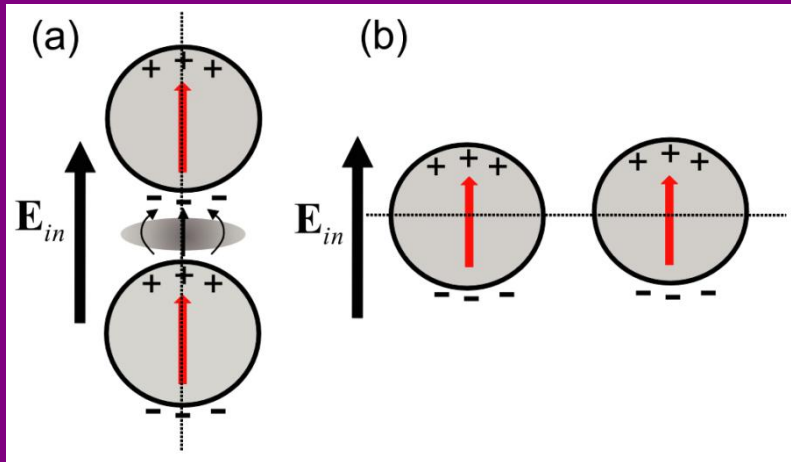 (a)
+ + +
- - -
E_in
+ + +
- - -
(b)
+ + +
+ + +
E_in
- - -
- - -